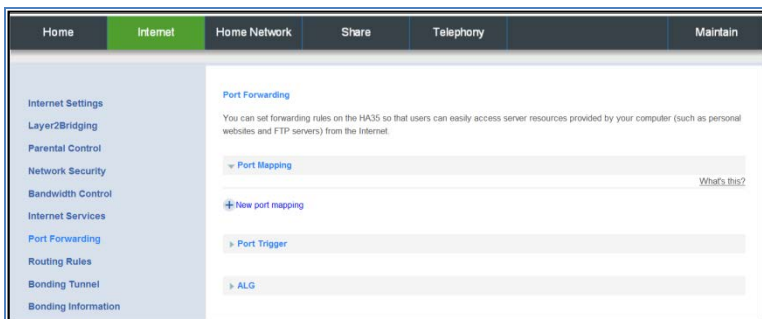 Home Internet Home Network Share Telephony Maintain
Internet Settings
Layer2Bridging
Parental Control
Network Security
Bandwidth Control
Internet Services
Port Forwarding
Routing Rules
Bonding Tunnel
Bonding Information
Port Forwarding
You can set forwarding rules on the HA35 so that users can easily access server resources provided by your computer (such as personal
websites and FTP servers) from the Internet.
Port Mapping
What's this?
New port mapping
Port Trigger
ALG